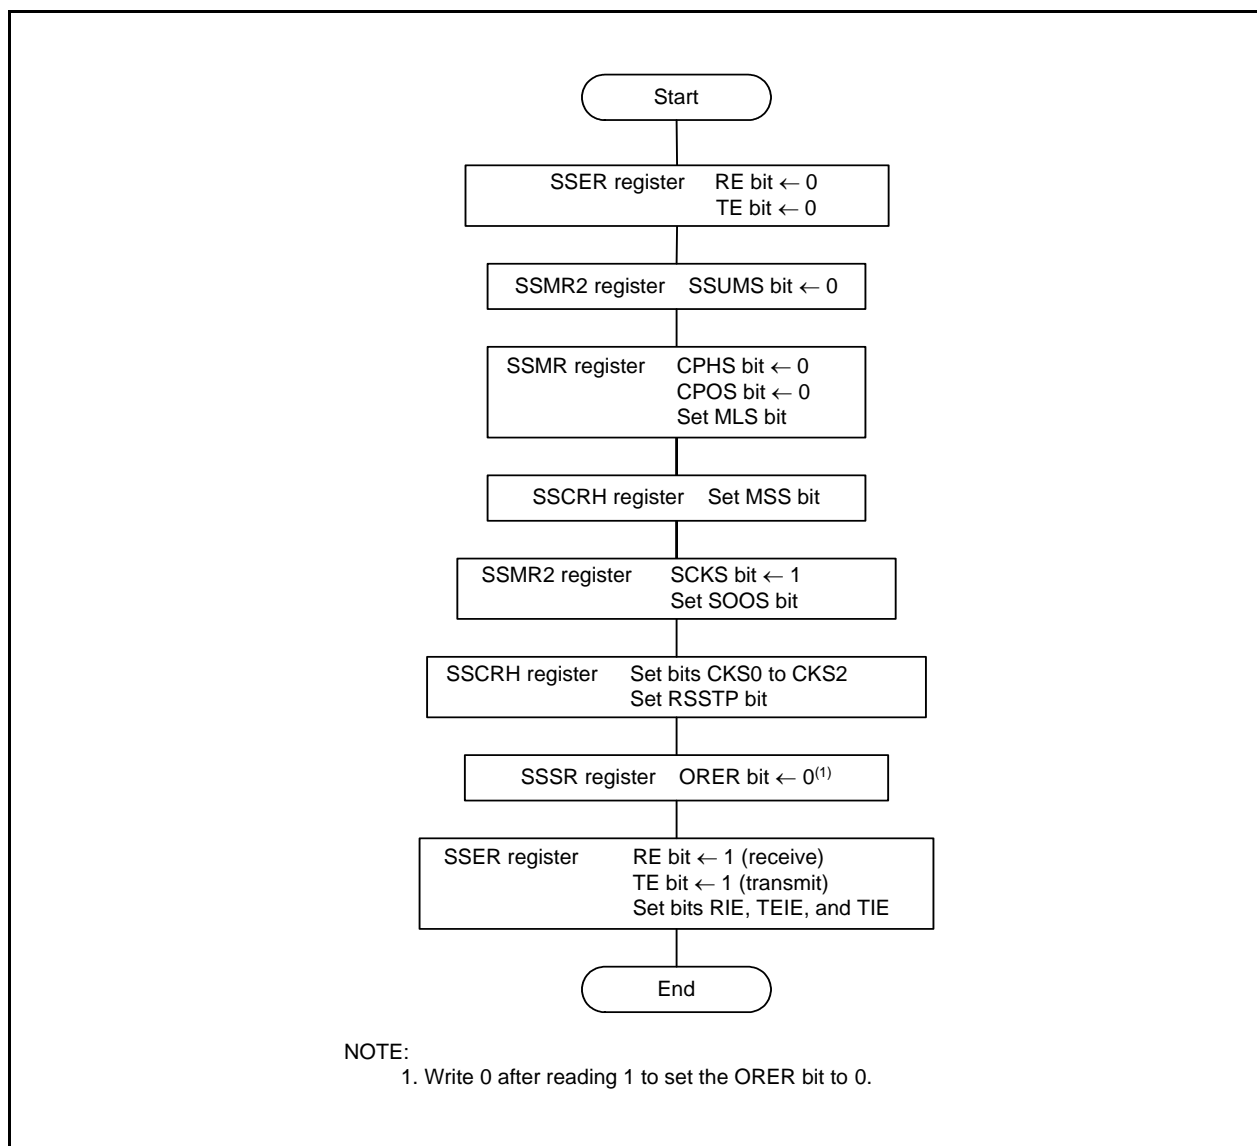 Start
SSER register RE bit ← 0
TE bit ← 0
SSMR2 register SSUMS bit ← 0
SSMR register CPHS bit ← 0
CPOS bit ← 0
Set MLS bit
SSCRH register Set MSS bit
SSMR2 register SCKS bit ← 1
Set SOOS bit
SSCRH register Set bits CKS0 to CKS2
Set RSSTP bit
SSSR register ORER bit ← 0(1)
SSER register RE bit ← 1 (receive)
TE bit ← 1 (transmit)
Set bits RIE, TEIE, and TIE
End
NOTE:
1. Write 0 after reading 1 to set the ORER bit to 0.